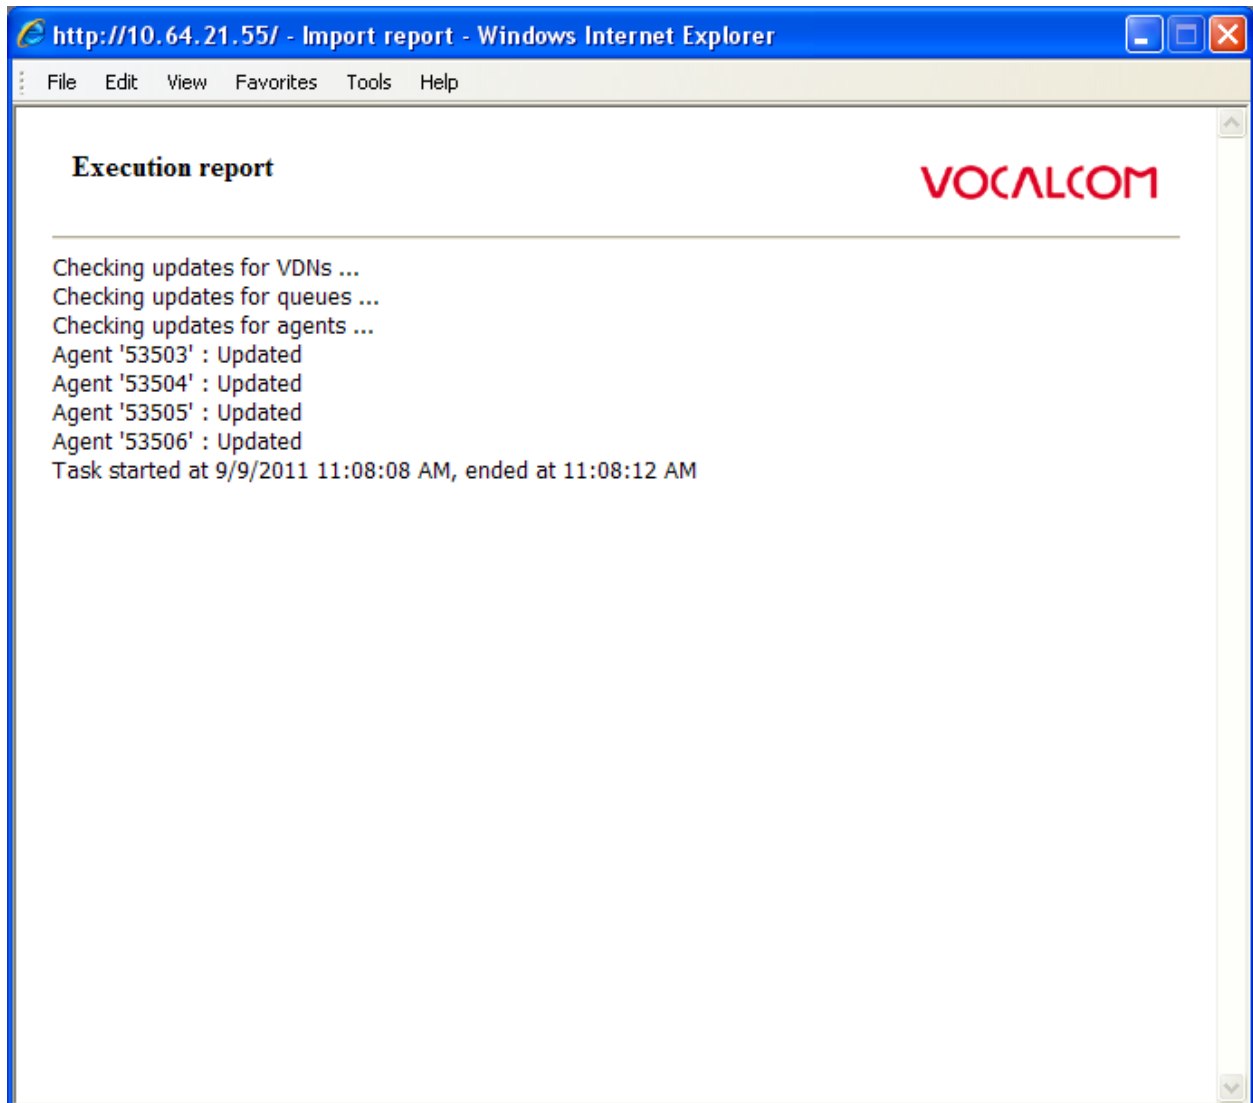 http://10.64.21.55/ - Import report - Windows Internet Explorer
File Edit View Favorites Tools Help
Execution report
VOCALCOM
Checking updates for VDNs ...
Checking updates for queues ...
Checking updates for agents ...
Agent '53503' : Updated
Agent '53504' : Updated
Agent '53505' : Updated
Agent '53506' : Updated
Task started at 9/9/2011 11:08:08 AM, ended at 11:08:12 AM